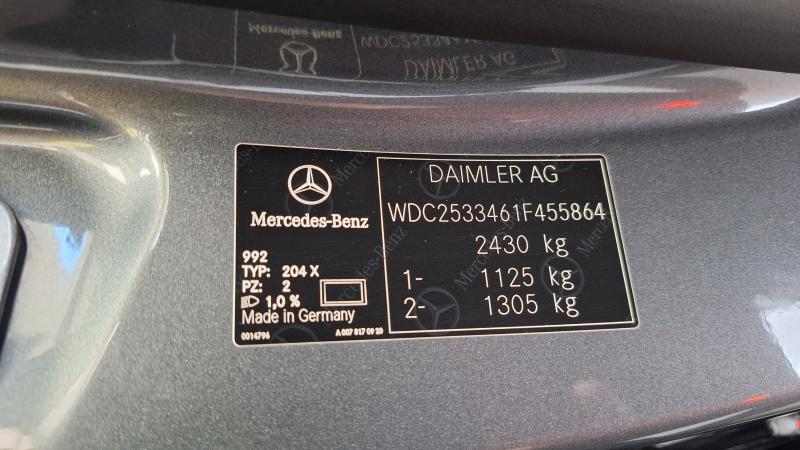 Mercedes-Benz
992
TYP: 204 X
PZ: 2
1,0 %
Made in Germany
0014796
A 007 817 09 20
DAIMLER AG
WDC2533461F455864
2430 kg
1- 1125 kg
2- 1305 kg